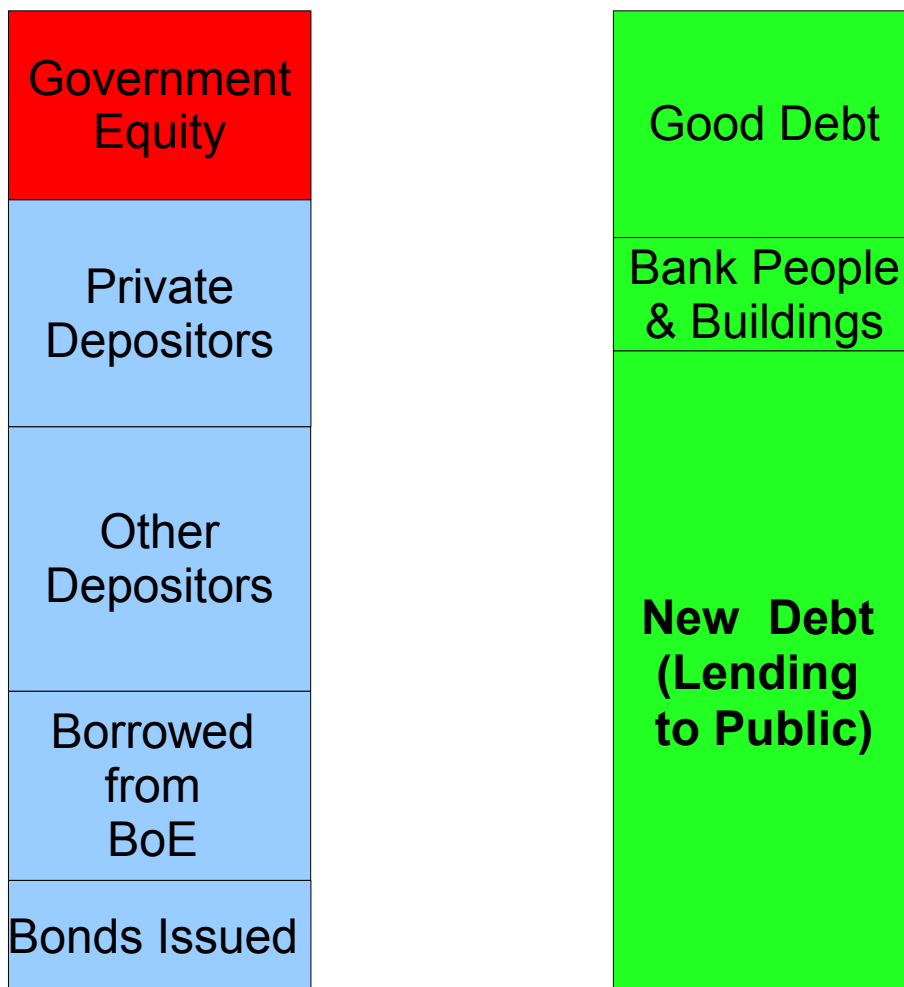 Government
Equity
Private
Depositors
Other
Depositors
Borrowed
from
BoE
Bonds Issued
Good Debt
Bank People
& Buildings
New  Debt
(Lending
to Public)